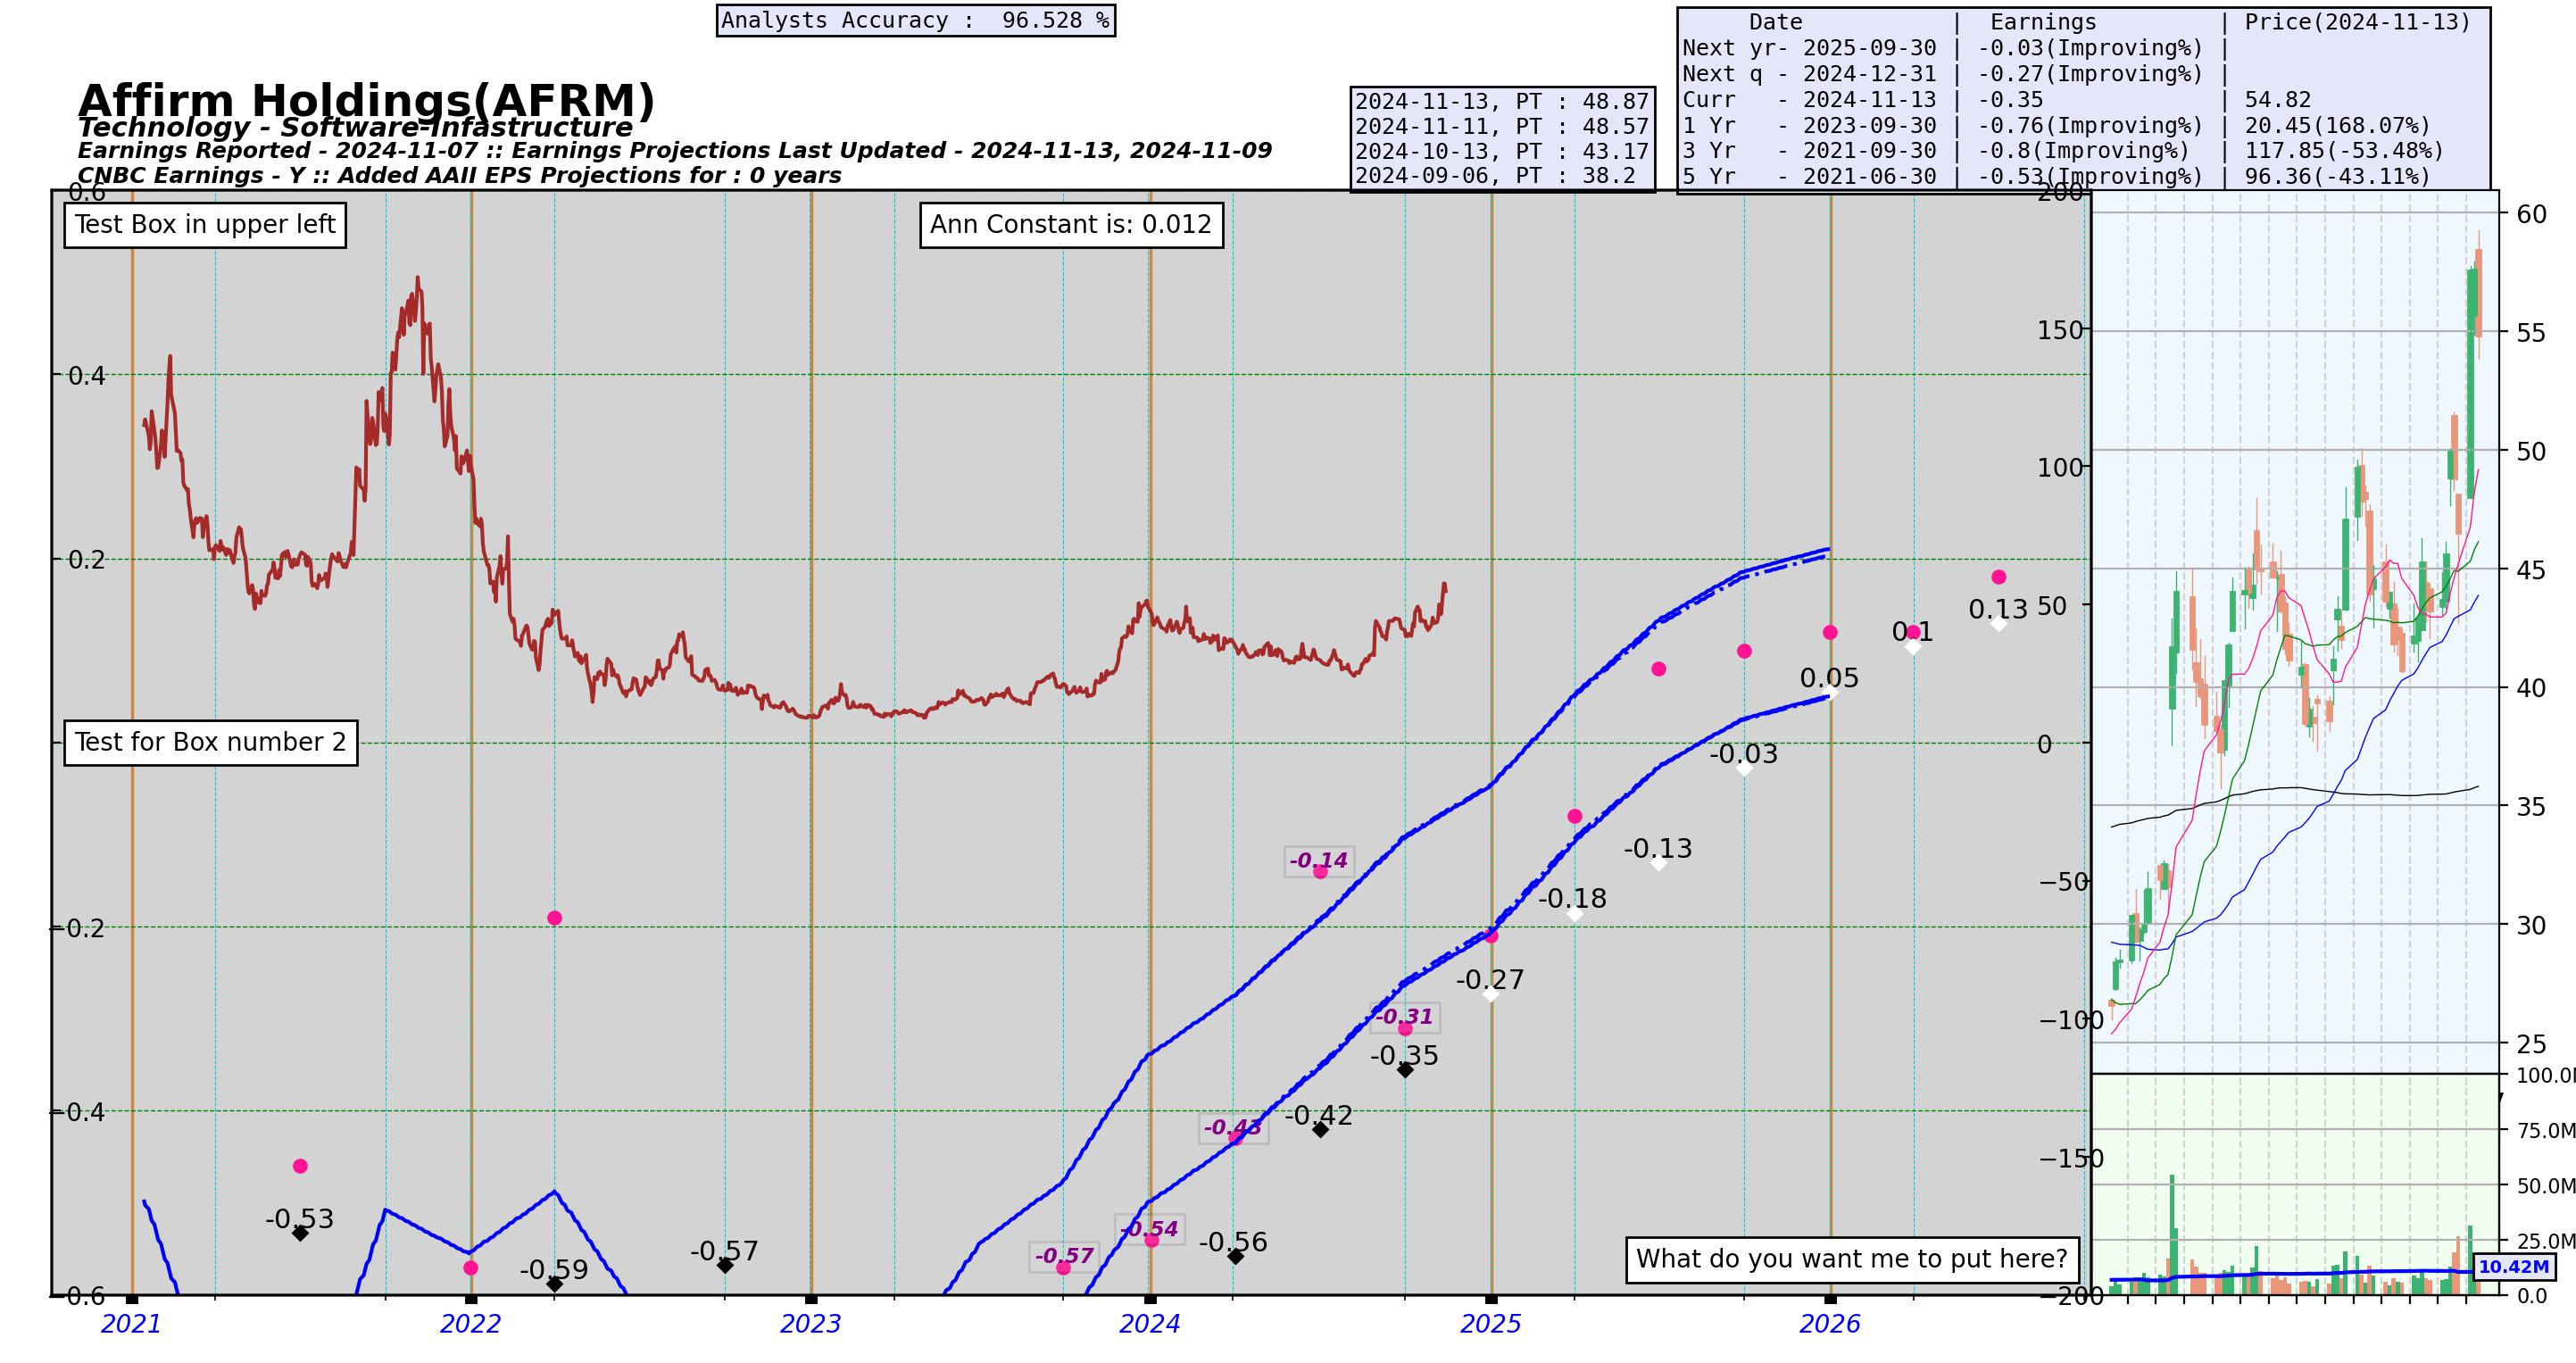 Analysts Accuracy :  96.528 %
Date | Earnings | Price(2024-11-13)
Next yr- 2025-09-30 | -0.03(Improving%) |
Next q - 2024-12-31 | -0.27(Improving%) |
Curr   - 2024-11-13 | -0.35 | 54.82
1 Yr   - 2023-09-30 | -0.76(Improving%) | 20.45(168.07%)
3 Yr   - 2021-09-30 | -0.8(Improving%) | 117.85(-53.48%)
5 Yr   - 2021-06-30 | -0.53(Improving%) | 96.36(-43.11%)
Affirm Holdings(AFRM)
Technology - Software-Infastructure
Earnings Reported - 2024-11-07 :: Earnings Projections Last Updated - 2024-11-13, 2024-11-09
CNBC Earnings - Y :: Added AAII EPS Projections for : 0 years
2024-11-13, PT : 48.87
2024-11-11, PT : 48.57
2024-10-13, PT : 43.17
2024-09-06, PT : 38.2
Test Box in upper left
Ann Constant is: 0.012
Test for Box number 2
What do you want me to put here?
0.6
0.4
0.2
−0.2
−0.4
−0.6
-0.53
-0.59
-0.57
-0.57
-0.54
-0.56
-0.43
-0.42
-0.14
-0.31
-0.35
-0.27
-0.18
-0.13
-0.03
0.05
0.1
0.13
200
150
100
50
0
−50
−100
−150
−200
60
55
50
45
40
35
30
25
75.0M
50.0M
25.0M
10.42M
0.0
2021
2022
2023
2024
2025
2026